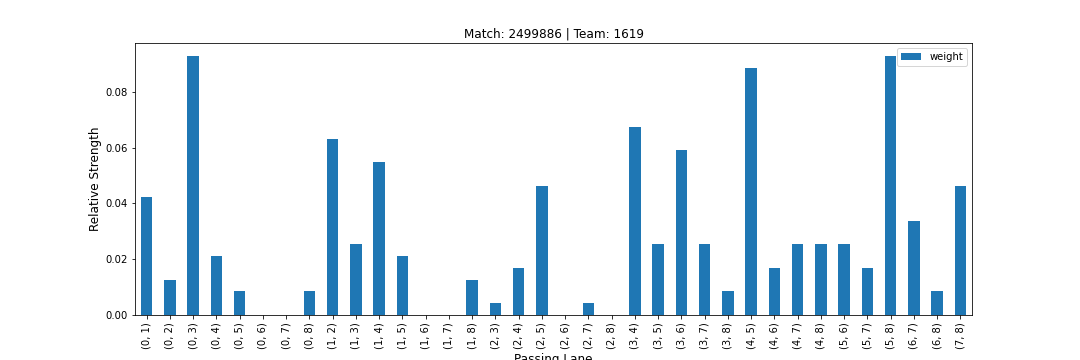 Match: 2499886 | Team: 1619
weight
Relative Strength
0.08
0.06
0.04
0.02
0.00
(0, 1) (0, 2) (0, 3) (0, 4) (0, 5) (0, 6) (0, 7) (0, 8) (1, 2) (1, 3) (1, 4) (1, 5) (1, 6) (1, 7) (1, 8) (2, 3) (2, 4) (2, 5) (2, 6) (2, 7) (2, 8) (3, 4) (3, 5) (3, 6) (3, 7) (3, 8) (4, 5) (4, 6) (4, 7) (4, 8) (5, 6) (5, 7) (5, 8) (6, 7) (6, 8) (7, 8)
Passing Lane